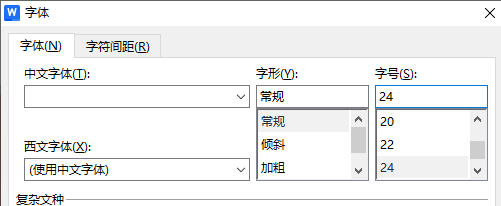 W 字体
字体(N) 字符间距(R)
中文字体(T): 字形(Y): 字号(S):
常规 24
常规 20
西文字体(X): 倾斜 22
(使用中文字体) 加粗 24
复杂文种